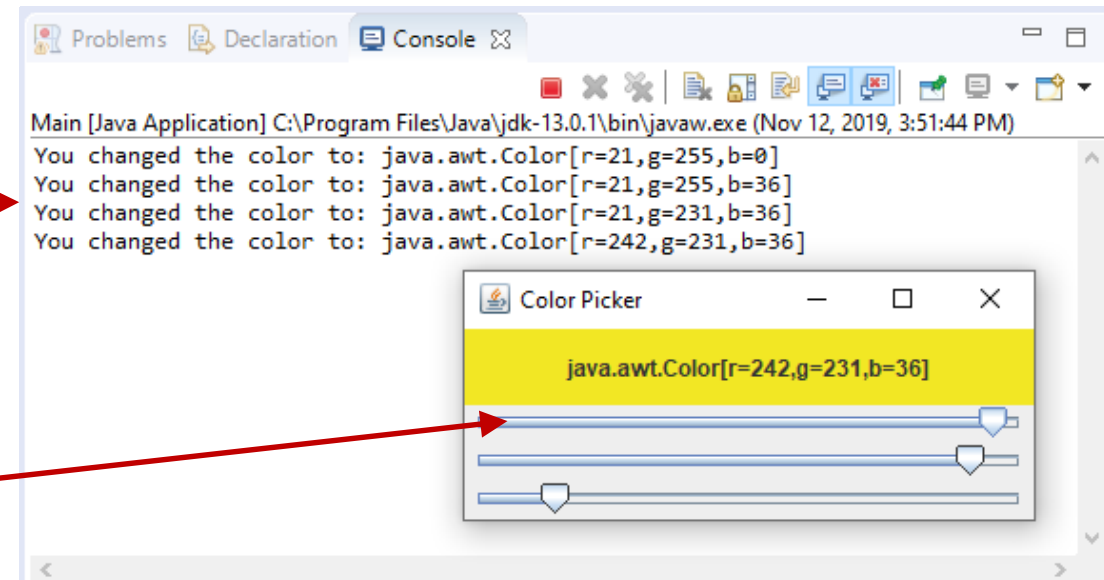 Problems Declaration Console
Main [Java Application] C:\Program Files\Java\jdk-13.0.1\bin\javaw.exe (Nov 12, 2019, 3:51:44 PM)
You changed the color to: java.awt.Color[r=21,g=255,b=0]
You changed the color to: java.awt.Color[r=21,g=255,b=36]
You changed the color to: java.awt.Color[r=21,g=231,b=36]
You changed the color to: java.awt.Color[r=242,g=231,b=36]
Color Picker
java.awt.Color[r=242,g=231,b=36]